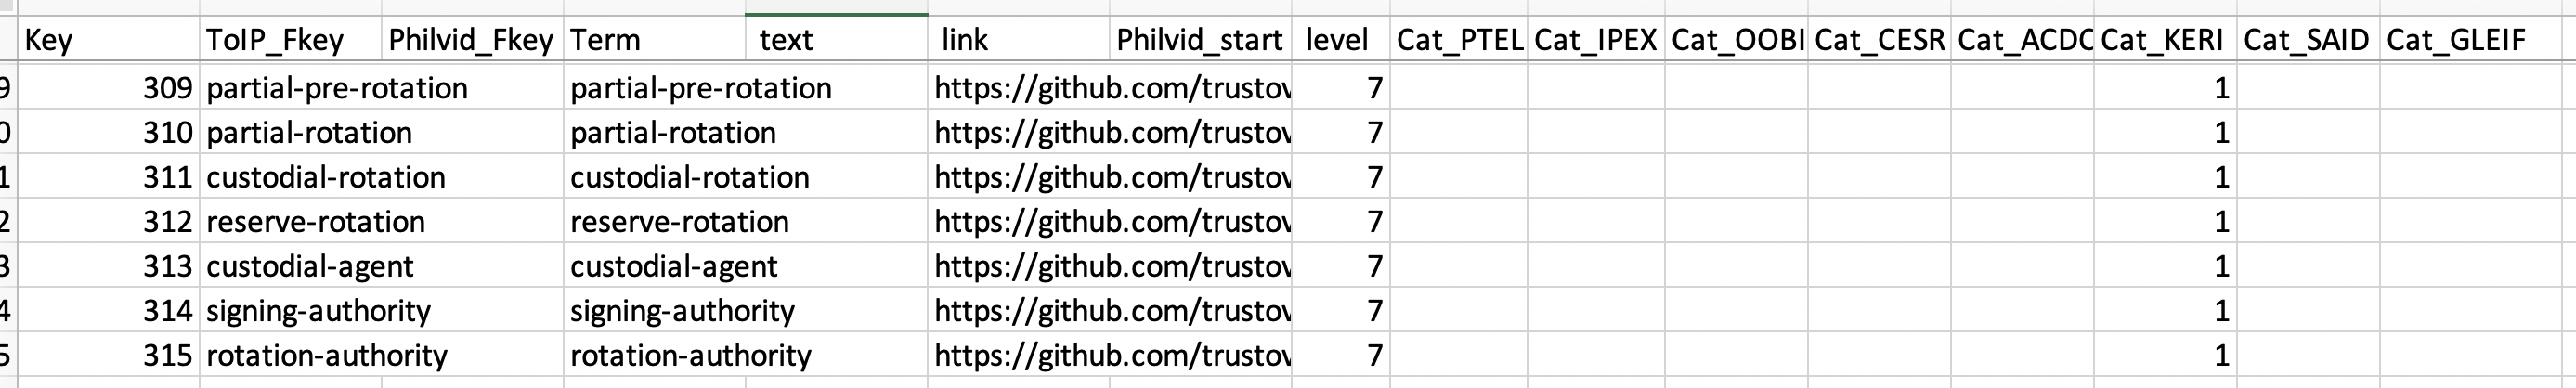 Key ToIP_Fkey Philvid_Fkey Term text link Philvid_start level Cat_PTEL Cat_IPEX Cat_OOBI Cat_CESR Cat_ACDC Cat_KERI Cat_SAID Cat_GLEIF
9 309 partial-pre-rotation partial-pre-rotation https://github.com/trustov 7 1
0 310 partial-rotation partial-rotation https://github.com/trustov 7 1
1 311 custodial-rotation custodial-rotation https://github.com/trustov 7 1
2 312 reserve-rotation reserve-rotation https://github.com/trustov 7 1
3 313 custodial-agent custodial-agent https://github.com/trustov 7 1
4 314 signing-authority signing-authority https://github.com/trustov 7 1
5 315 rotation-authority rotation-authority https://github.com/trustov 7 1